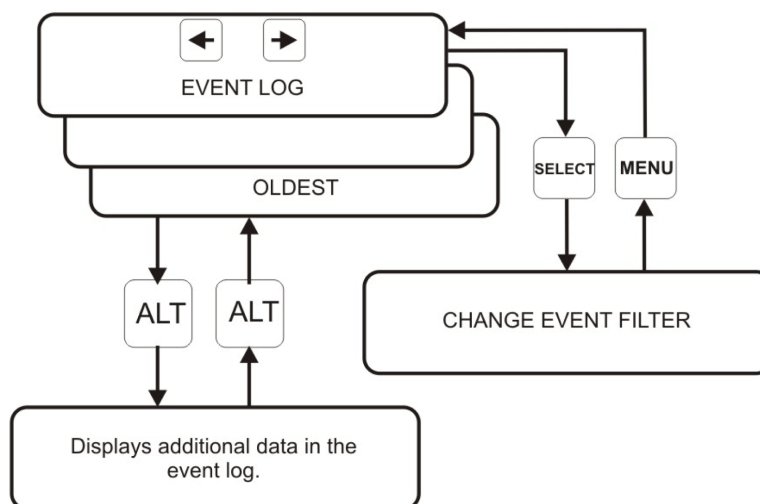 EVENT LOG
OLDEST
SELECT
MENU
ALT
ALT
CHANGE EVENT FILTER
Displays additional data in the
event log.